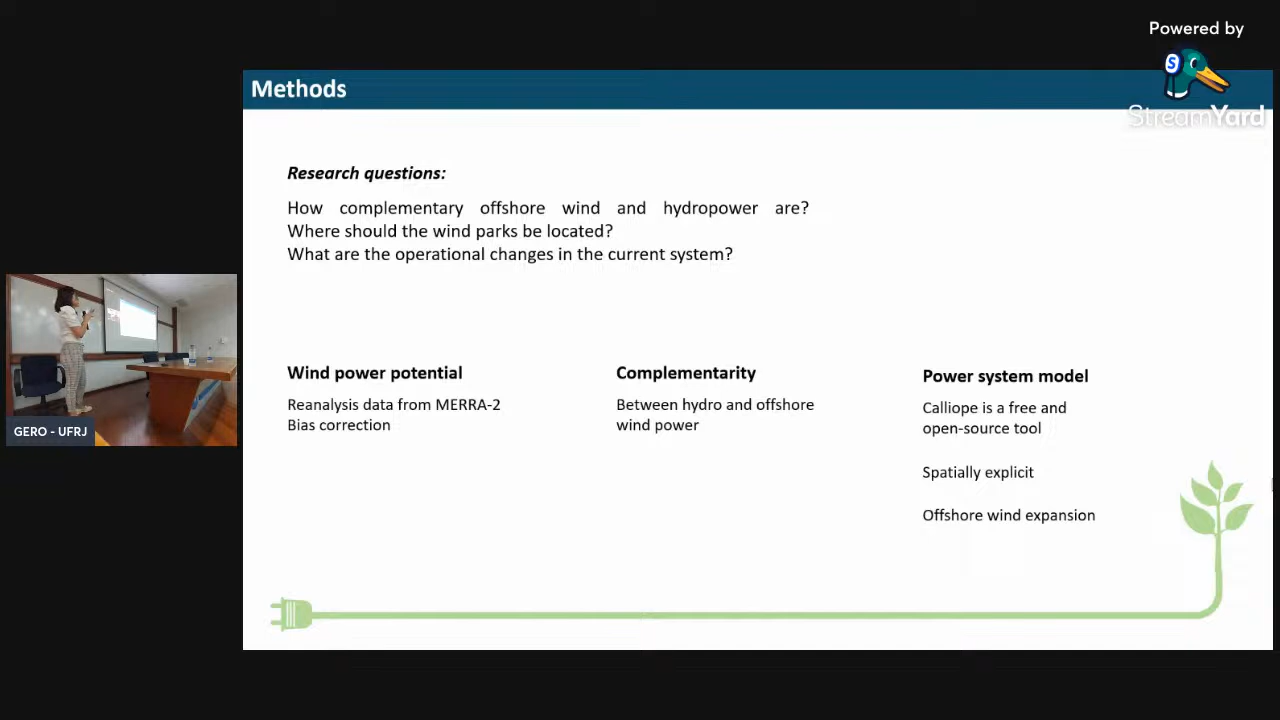 Powered by
S
StreamYard
Methods
Research questions:
How complementary offshore wind and hydropower are?
Where should the wind parks be located?
What are the operational changes in the current system?
Wind power potential
Reanalysis data from MERRA-2
Bias correction
Complementarity
Between hydro and offshore
wind power
Power system model
Calliope is a free and
open-source tool
Spatially explicit
Offshore wind expansion
GERO - UFRJ